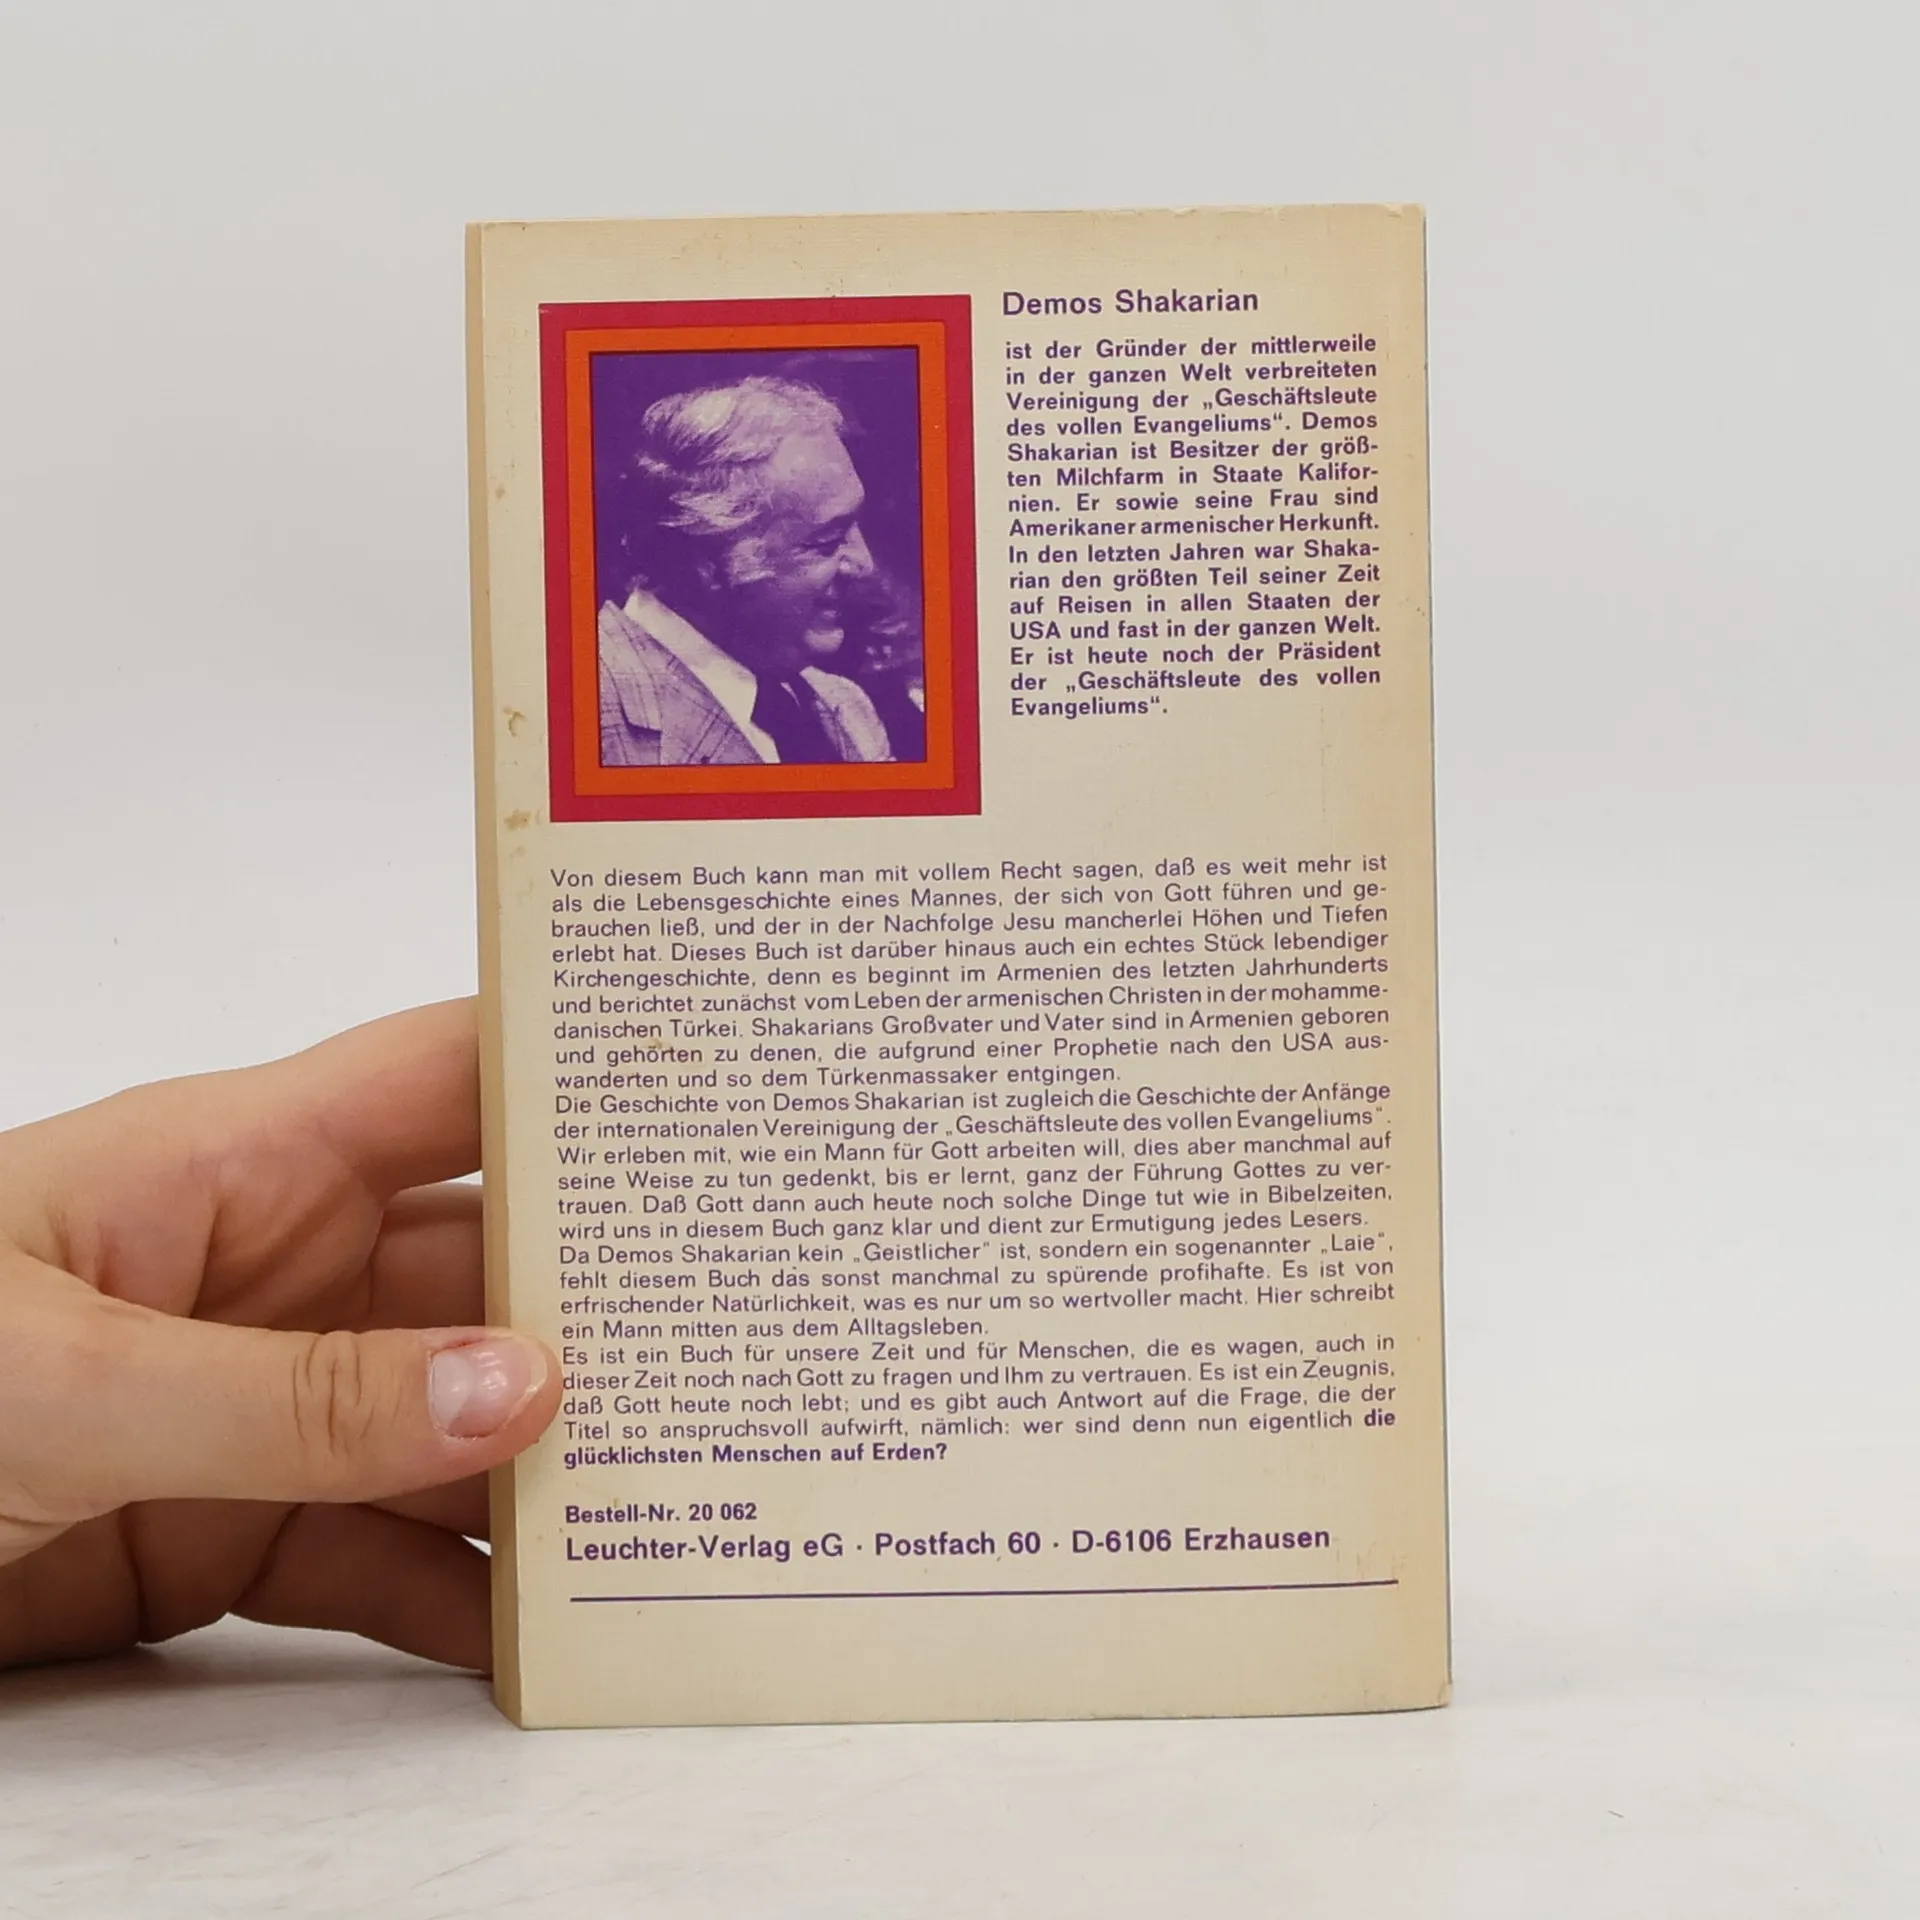 Demos Shakarian
ist der Gründer der mittlerweile
in der ganzen Welt verbreiteten
Vereinigung der „Geschäftsleute
des vollen Evangeliums“. Demos
Shakarian ist Besitzer der größ-
ten Milchfarm in Staate Kalifor-
nien. Er sowie seine Frau sind
Amerikaner armenischer Herkunft.
In den letzten Jahren war Shaka-
rian den größten Teil seiner Zeit
auf Reisen in allen Staaten der
USA und fast in der ganzen Welt.
Er ist heute noch der Präsident
der „Geschäftsleute des vollen
Evangeliums“.
Von diesem Buch kann man mit vollem Recht sagen, daß es weit mehr ist
als die Lebensgeschichte eines Mannes, der sich von Gott führen und ge-
brauchen ließ, und der in der Nachfolge Jesu mancherlei Höhen und Tiefen
erlebt hat. Dieses Buch ist darüber hinaus auch ein echtes Stück lebendiger
Kirchengeschichte, denn es beginnt im Armenien des letzten Jahrhunderts
und berichtet zunächst vom Leben der armenischen Christen in der mohamme-
danischen Türkei. Shakarians Großvater und Vater sind in Armenien geboren
und gehörten zu denen, die aufgrund einer Prophetie nach den USA aus-
wanderten und so dem Türkenmassaker entgingen.
Die Geschichte von Demos Shakarian ist zugleich die Geschichte der Anfänge
der internationalen Vereinigung der „Geschäftsleute des vollen Evangeliums“.
Wir erleben mit, wie ein Mann für Gott arbeiten will, dies aber manchmal auf
seine Weise zu tun gedenkt, bis er lernt, ganz der Führung Gottes zu ver-
trauen. Daß Gott dann auch heute noch solche Dinge tut wie in Bibelzeiten,
wird uns in diesem Buch ganz klar und dient zur Ermutigung jedes Lesers.
Da Demos Shakarian kein „Geistlicher“ ist, sondern ein sogenannter „Laie“,
fehlt diesem Buch das sonst manchmal zu spürende profihafte. Es ist von
erfrischender Natürlichkeit, was es nur um so wertvoller macht. Hier schreibt
ein Mann mitten aus dem Alltagsleben.
Es ist ein Buch für unsere Zeit und für Menschen, die es wagen, auch in
dieser Zeit noch nach Gott zu fragen und Ihm zu vertrauen. Es ist ein Zeugnis,
daß Gott heute noch lebt; und es gibt auch Antwort auf die Frage, die der
Titel so anspruchsvoll aufwirft, nämlich: wer sind denn nun eigentlich die
glücklichsten Menschen auf Erden?
Bestell-Nr. 20 062
Leuchter-Verlag eG · Postfach 60 · D-6106 Erzhausen